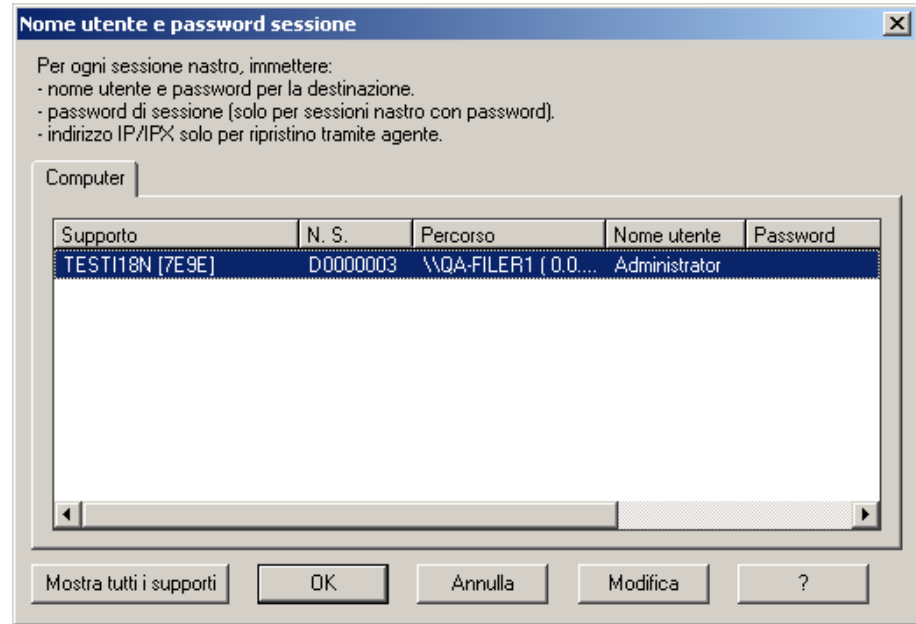 Nome utente e password sessione
Per ogni sessione nastro, immettere:
- nome utente e password per la destinazione.
- password di sessione (solo per sessioni nastro con password).
- indirizzo IP/IPX solo per ripristino tramite agente.
Computer
Supporto N. S. Percorso Nome utente Password
TESTI18N [7E9E] D0000003 \\QA-FILER1 ( 0.0.... Administrator
Mostra tutti i supporti OK Annulla Modifica ?